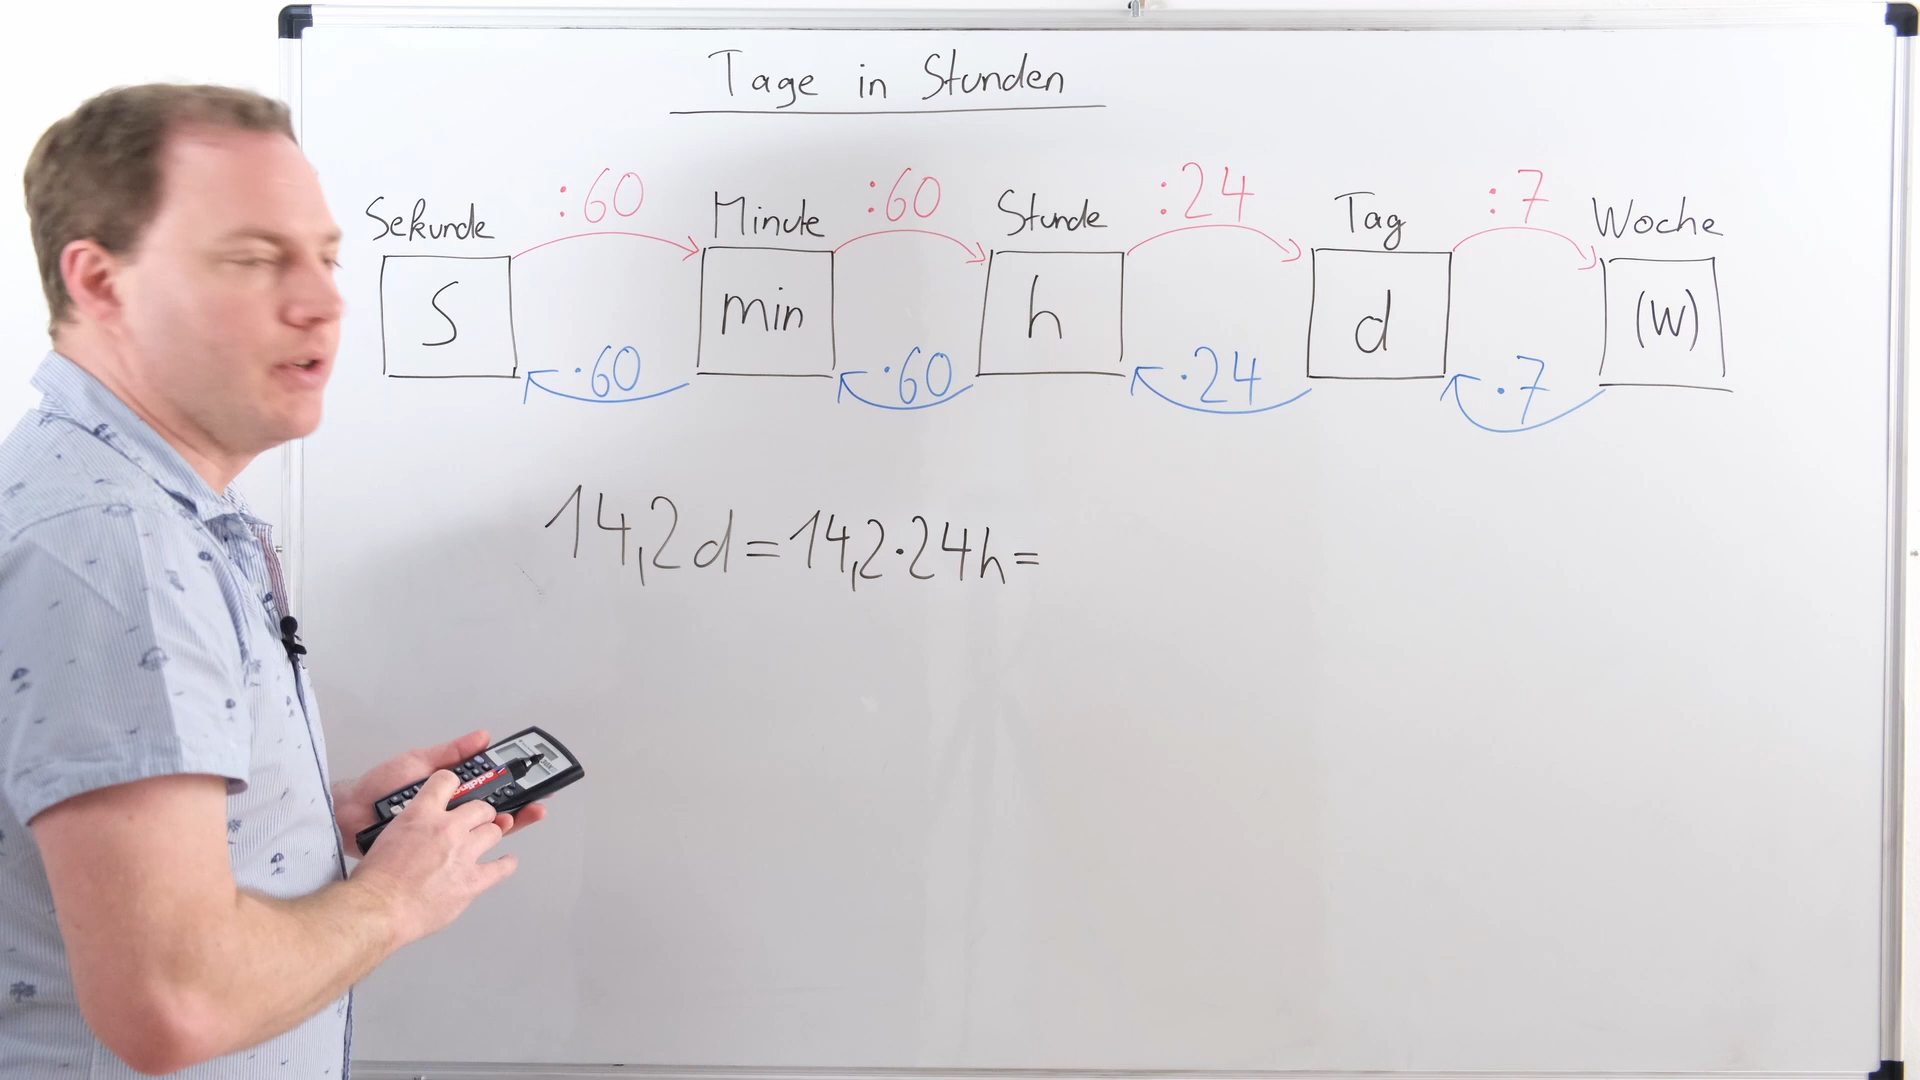 Tage in Stunden
:60 :60 :24 :7
Sekunde Minute Stunde Tag Woche
S min h d (W)
·60 ·60 ·24 ·7
14,2d=14,2·24h=
edding